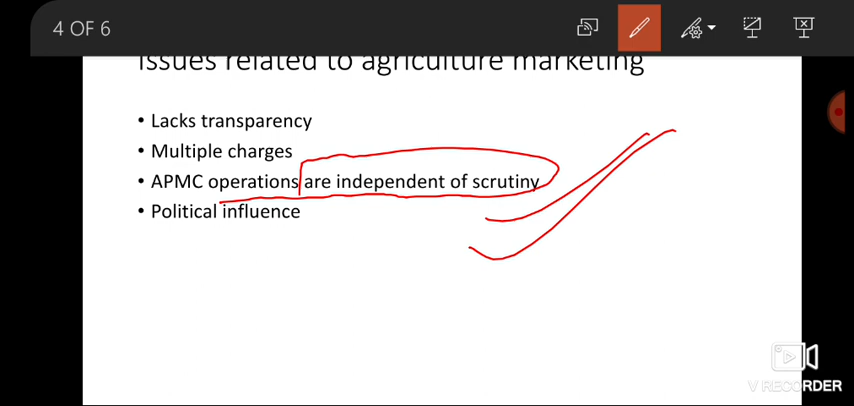 4 OF 6
Issues related to agriculture marketing
• Lacks transparency
• Multiple charges
• APMC operations are independent of scrutiny
• Political influence
V RECORDER